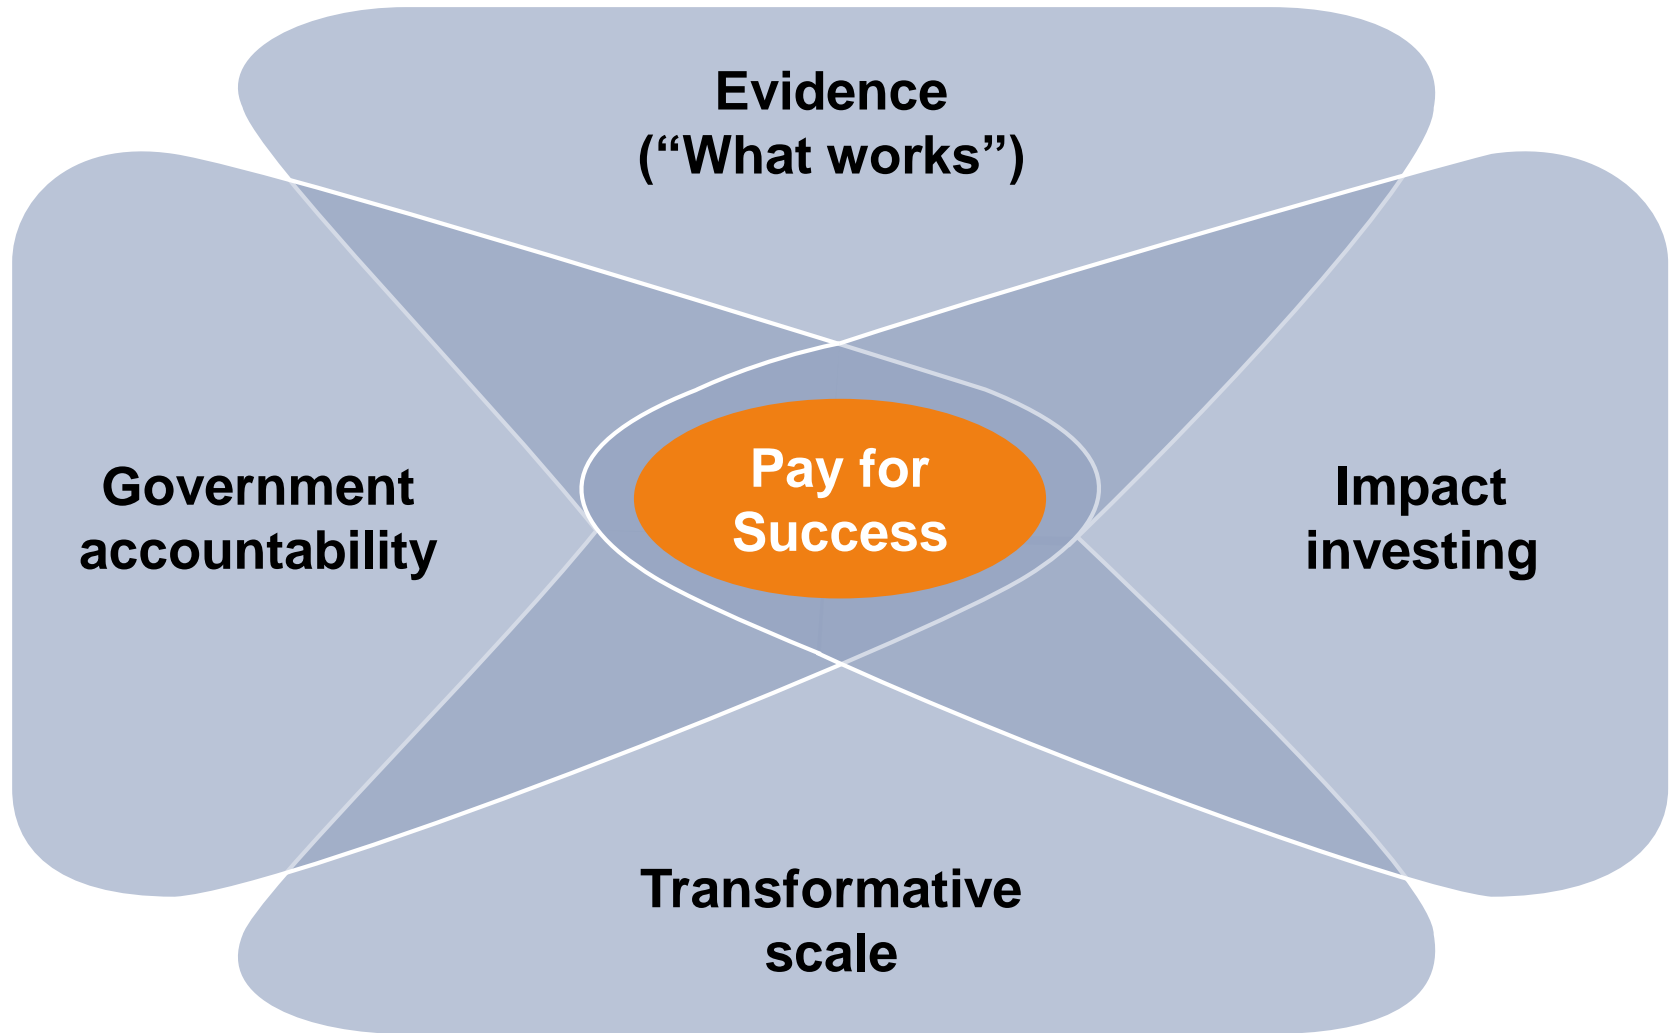 Evidence
(“What works”)
Government
accountability
Pay for
Success
Impact
investing
Transformative
scale